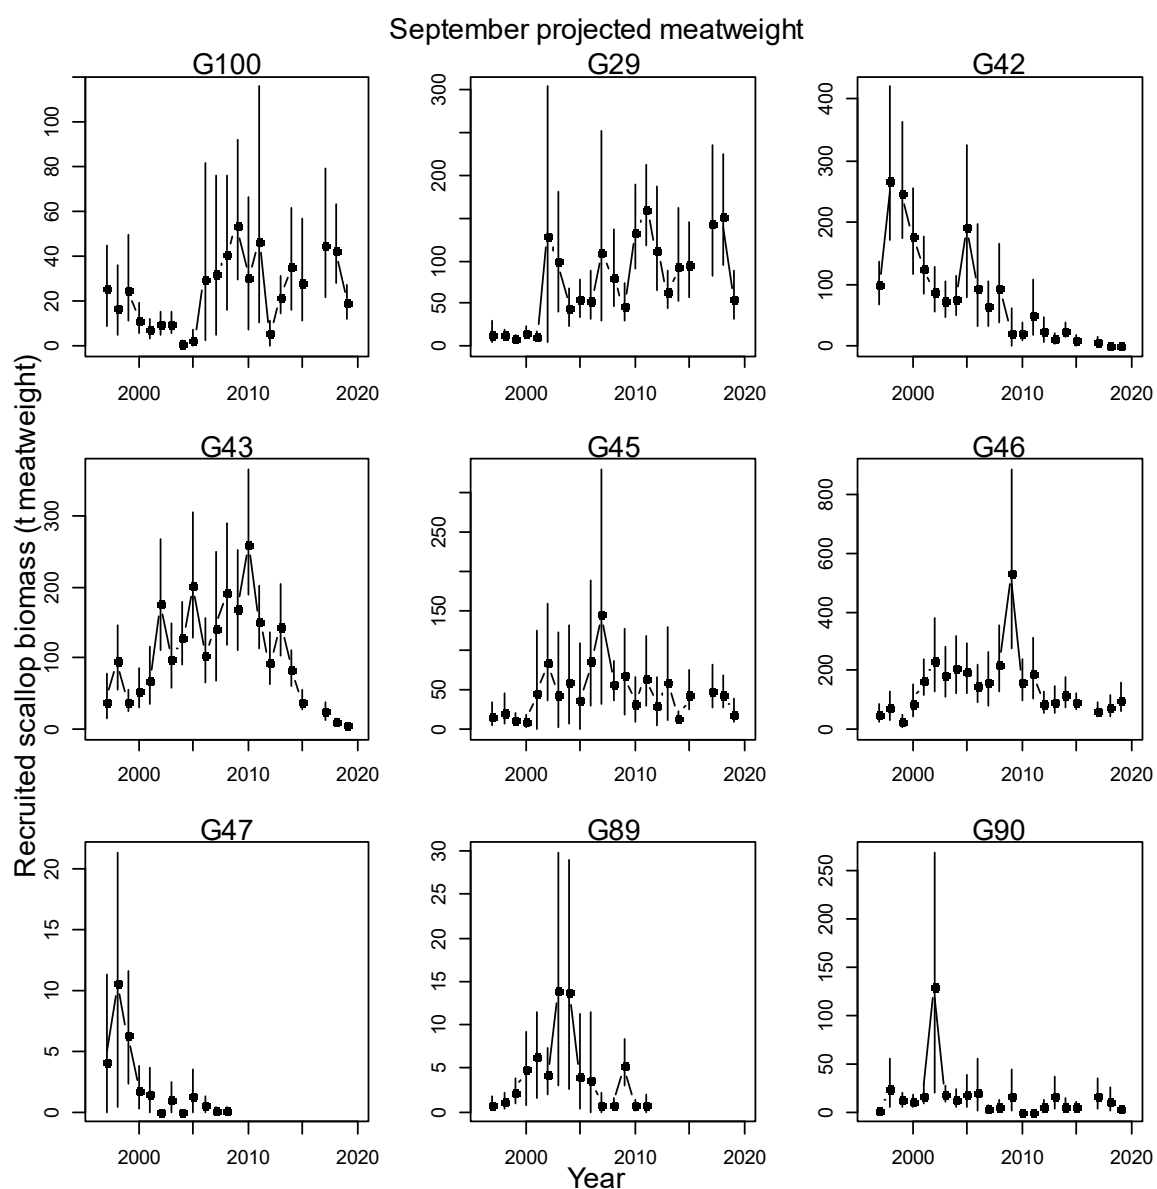 September projected meatweight
G100
G29
G42
0 20 40 60 80 100
0 50 100 200 300
0 100 200 300 400
2000 2010 2020
2000 2010 2020
2000 2010 2020
G43
G45
G46
0 100 200 300
0 50 150 250
0 200 400 600 800
2000 2010 2020
2000 2010 2020
2000 2010 2020
G47
G89
G90
0 5 10 15 20
0 5 10 15 20 25 30
0 50 100 150 200 250
2000 2010 2020
2000 2010 2020
2000 2010 2020
Recruited scallop biomass (t meatweight)
Year